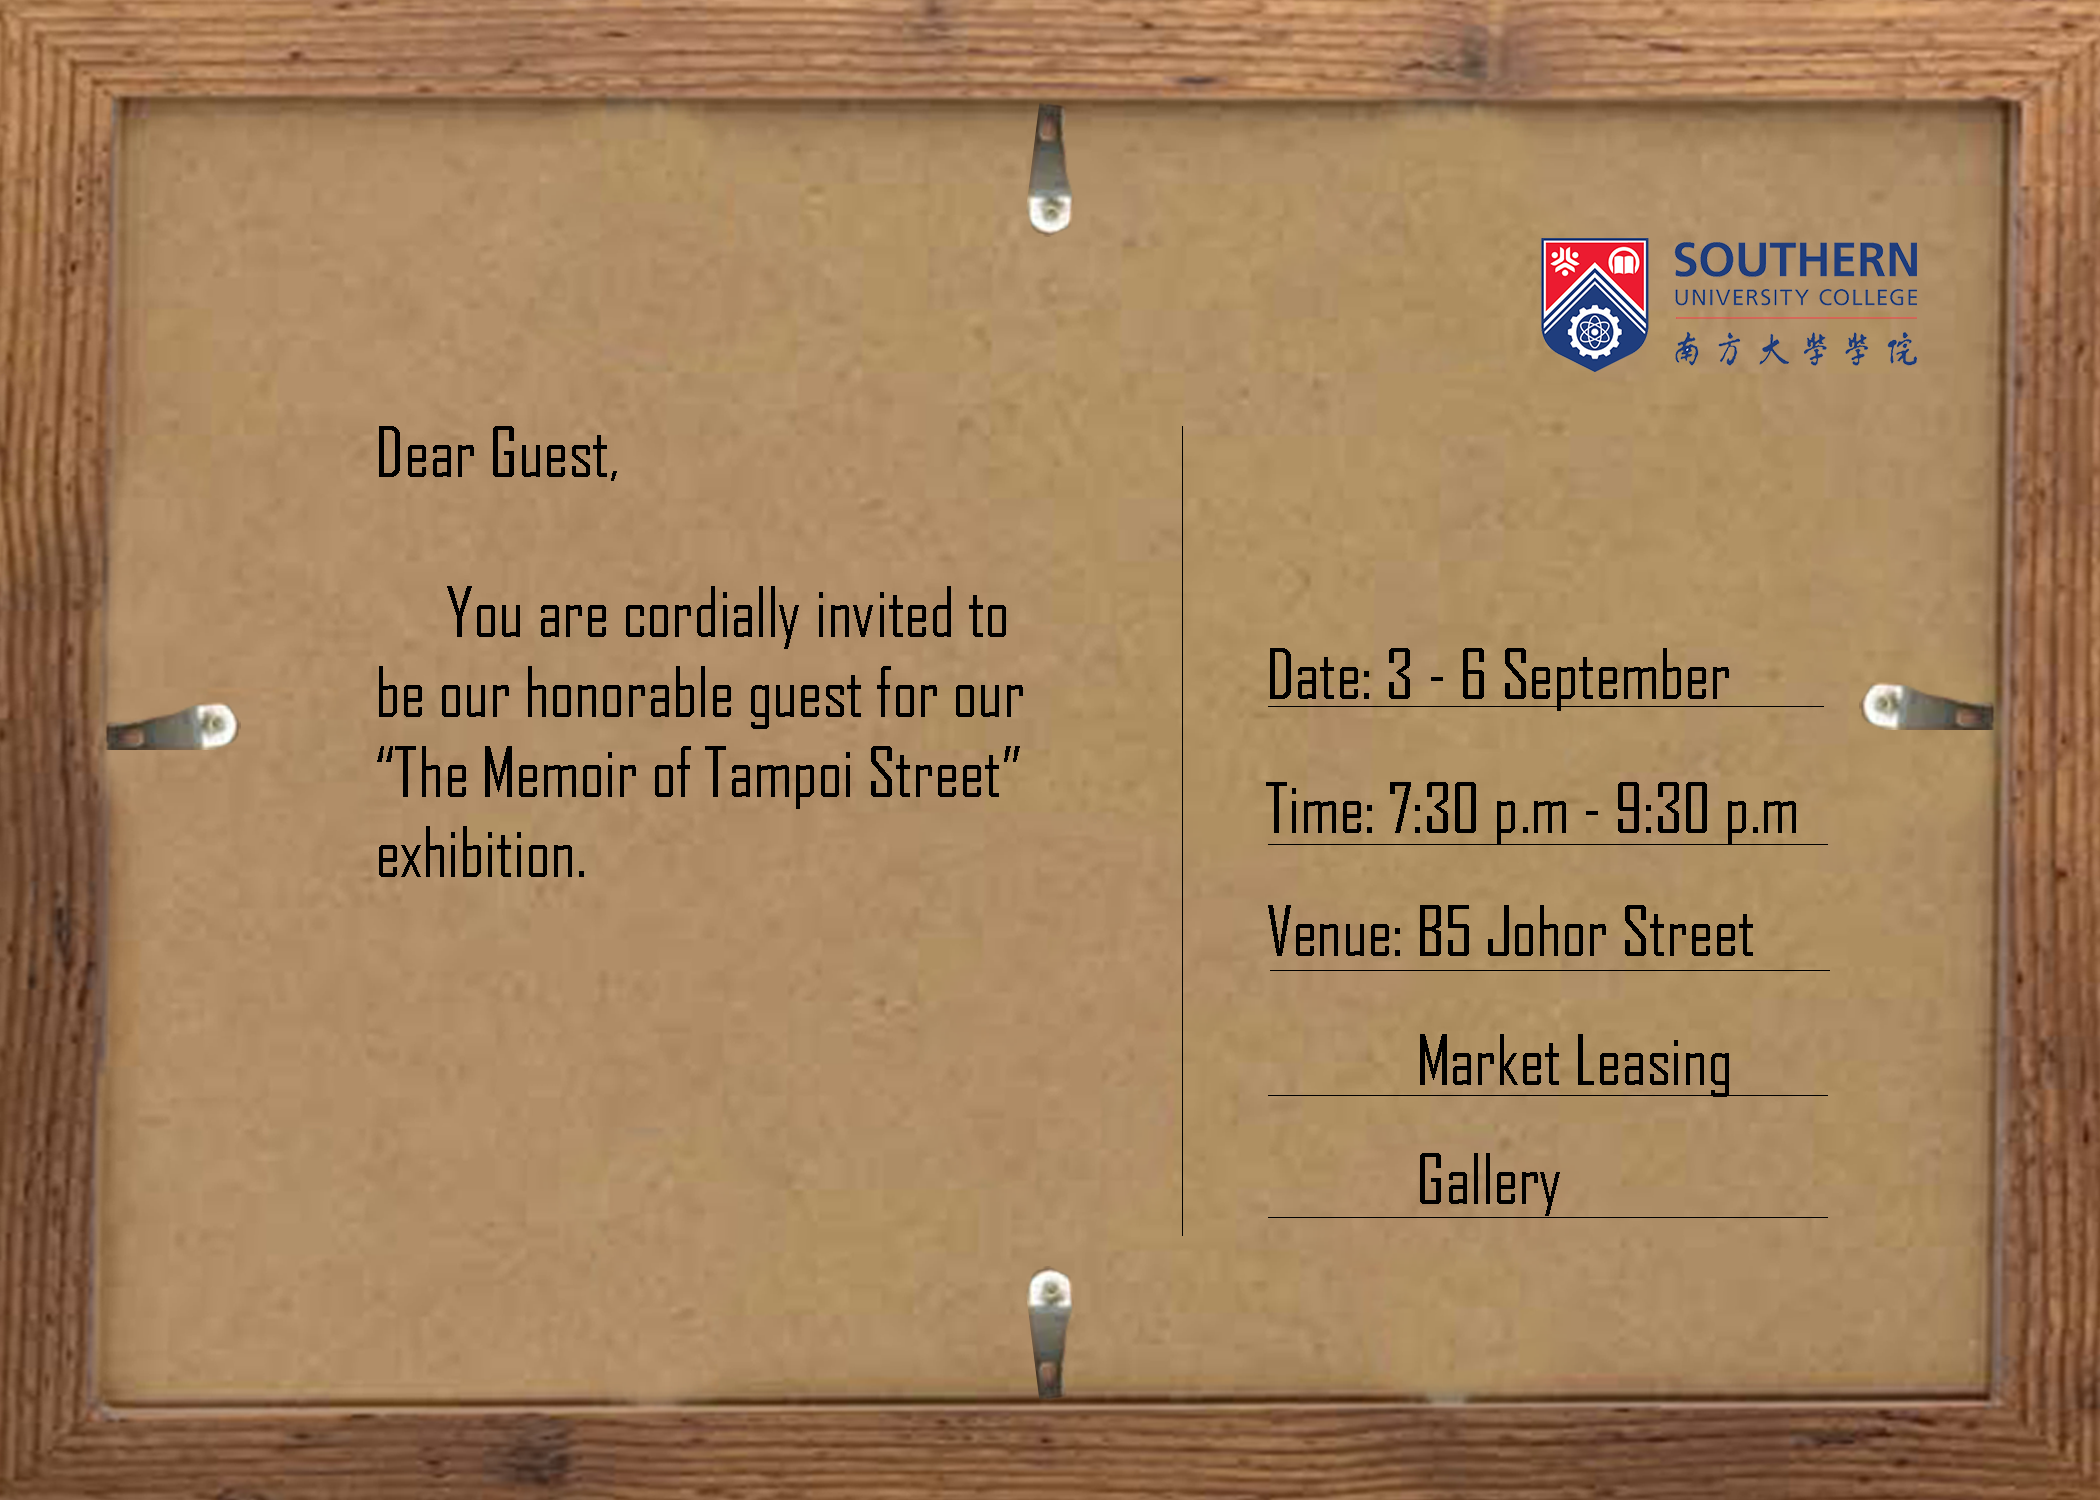 SOUTHERN
UNIVERSITY COLLEGE
南方大學學院
Dear Guest,
You are cordially invited to
be our honorable guest for our
“The Memoir of Tampoi Street”
exhibition.
Date: 3 - 6 September
Time: 7:30 p.m - 9:30 p.m
Venue: B5 Johor Street
Market Leasing
Gallery